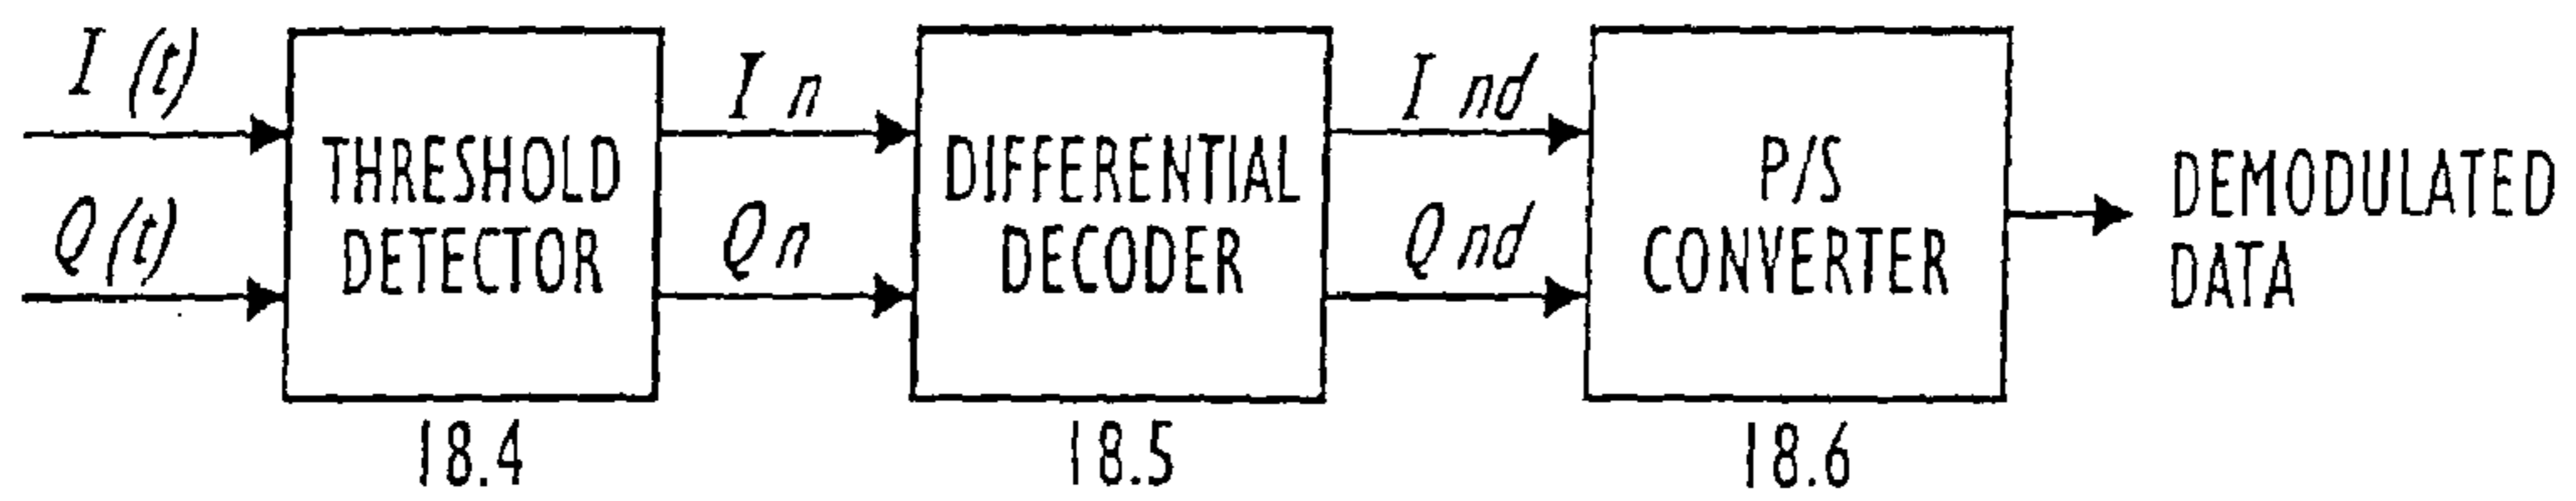 I (t)
Q (t)
THRESHOLD
DETECTOR
18.4
I n
Q n
DIFFERENTIAL
DECODER
18.5
I nd
Q nd
P/S
CONVERTER
18.6
DEMODULATED
DATA